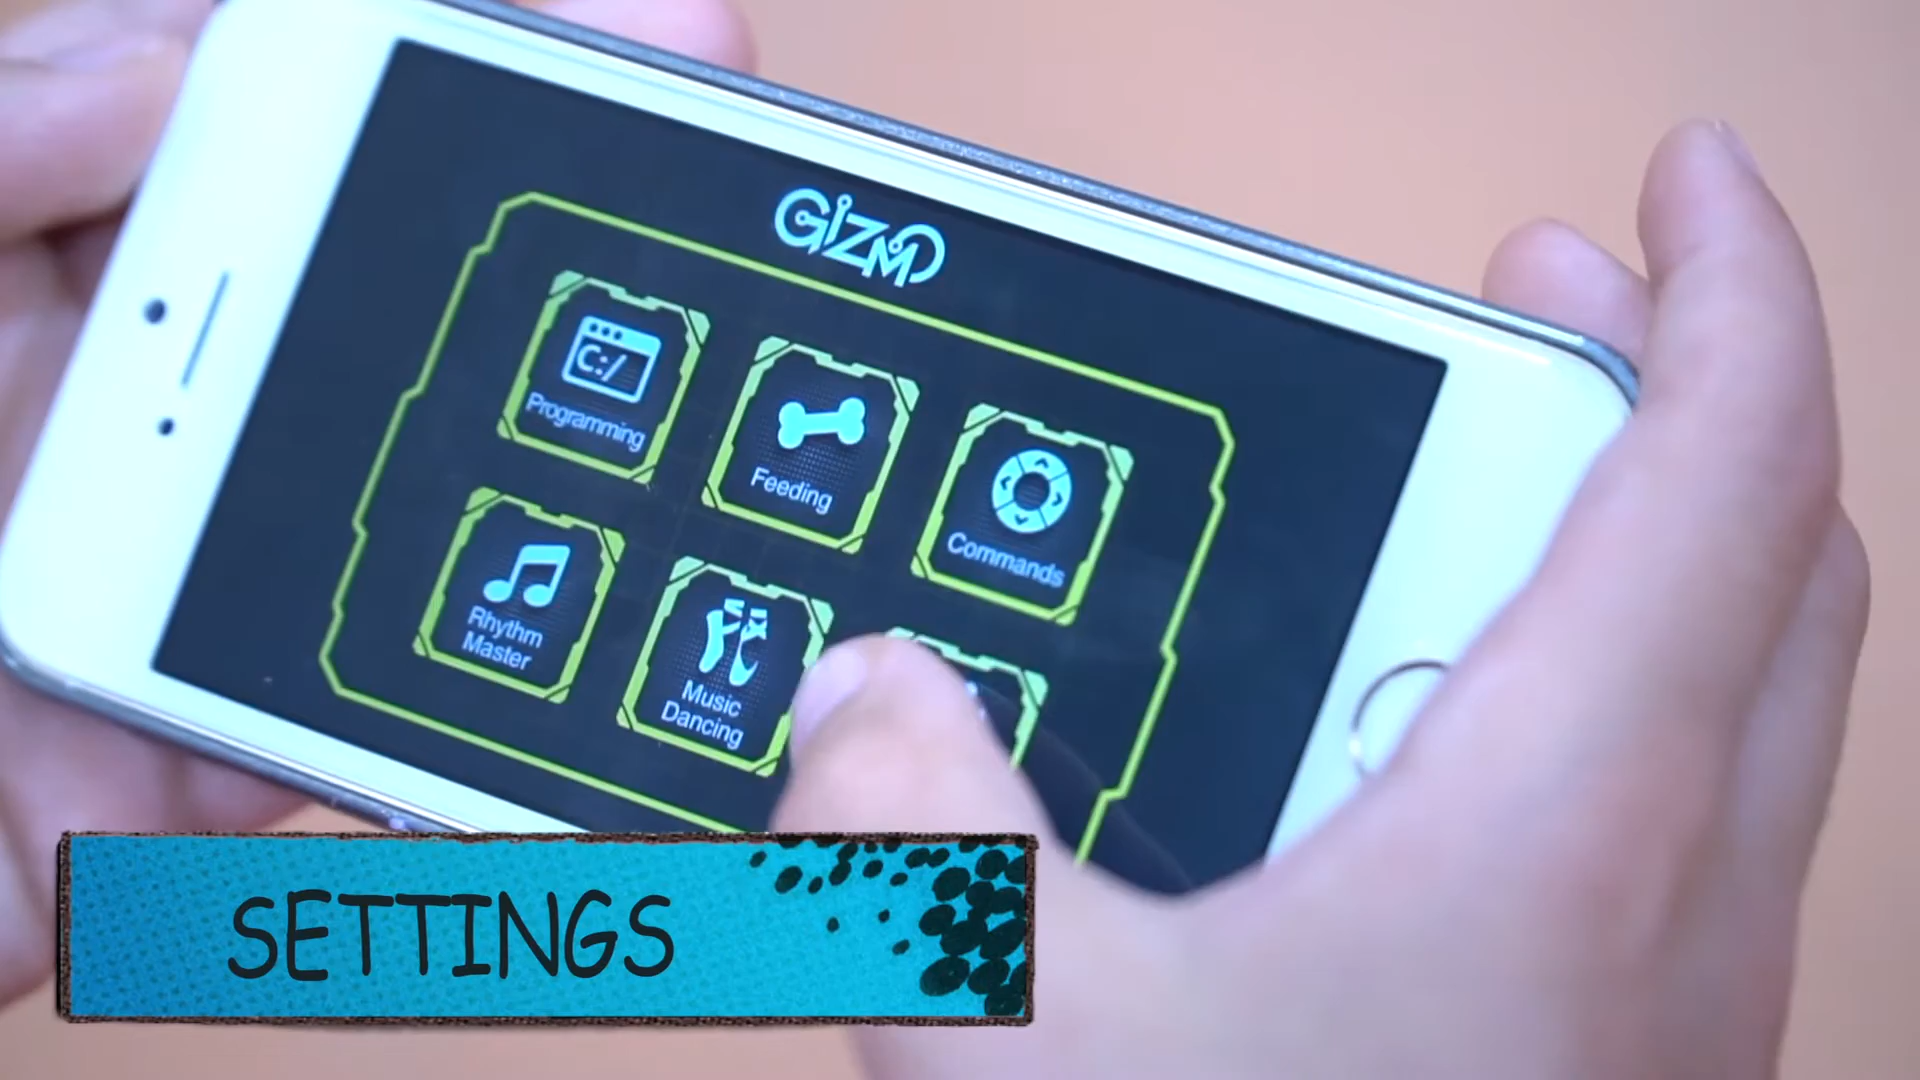 GIZMO
C:/
Programming
Feeding
Commands
Rhythm
Master
Music
Dancing
SETTINGS